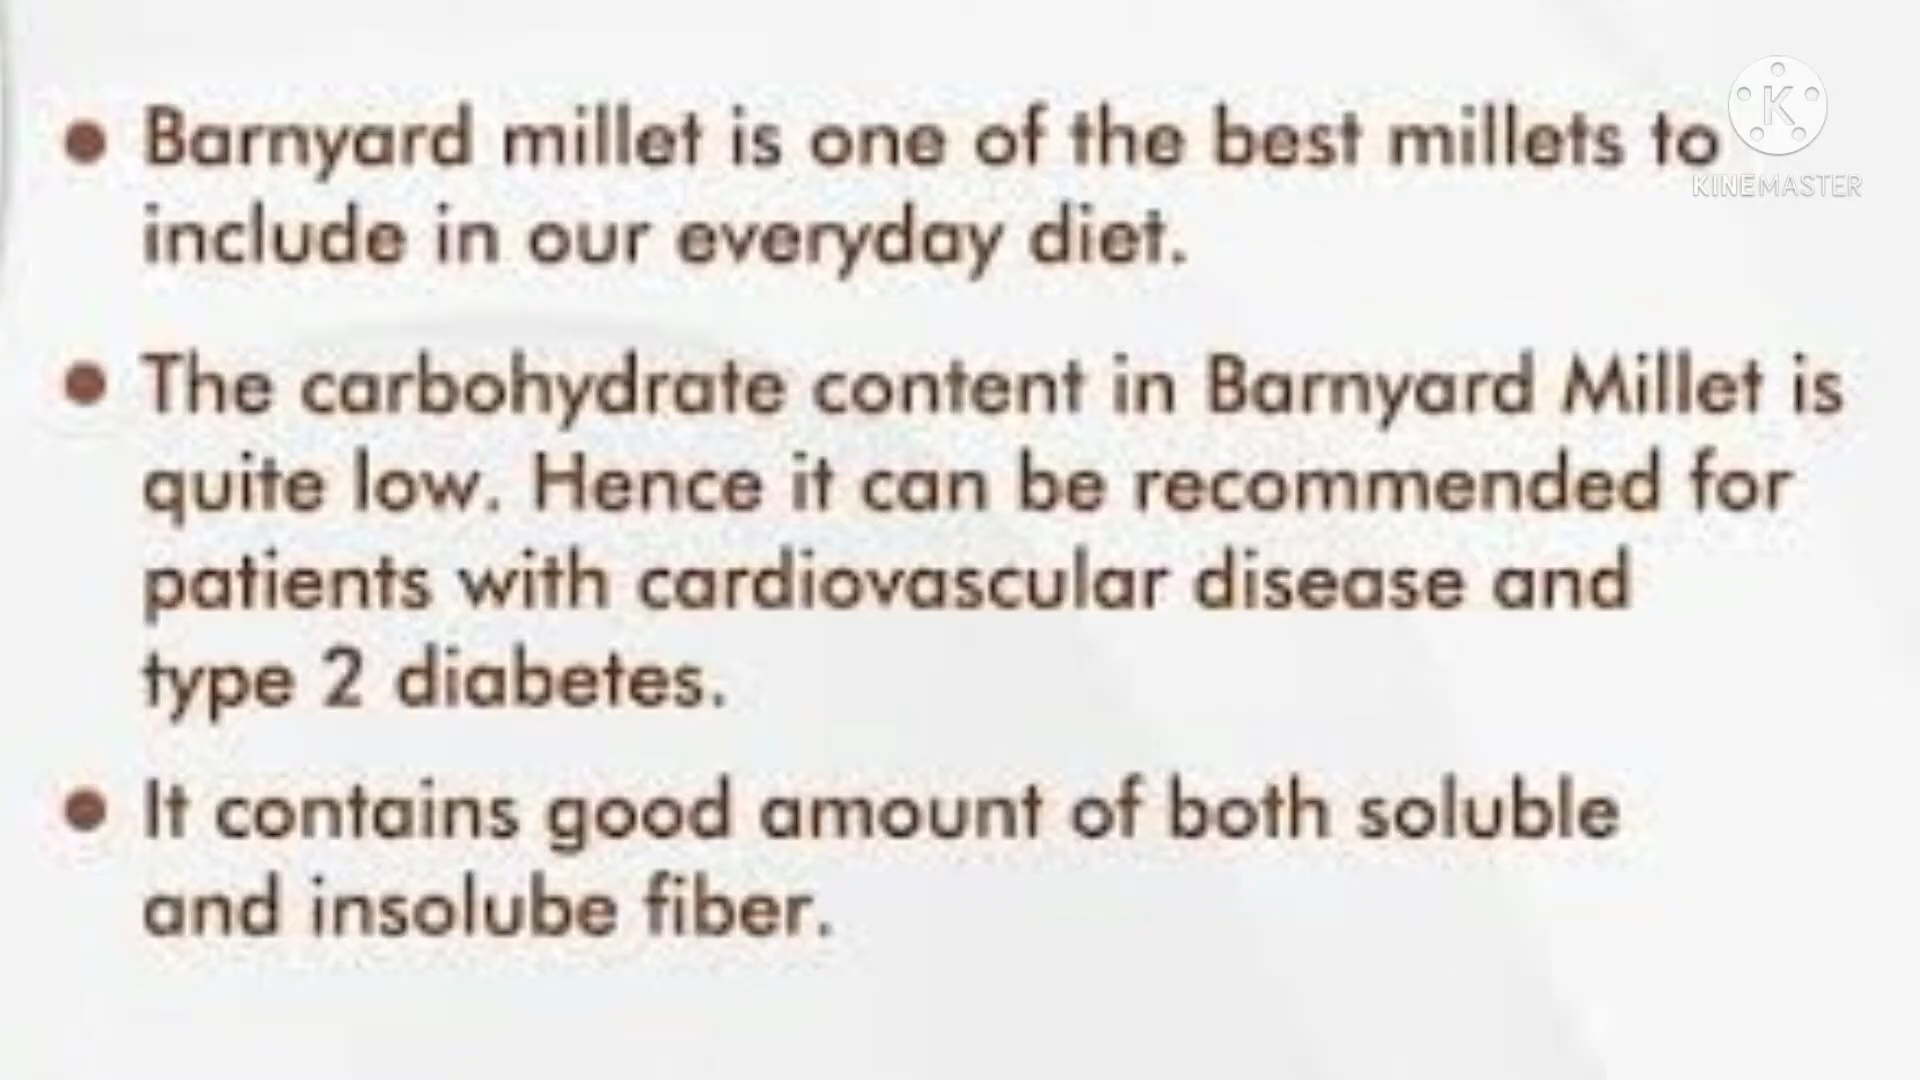 ● Barnyard millet is one of the best millets to
include in our everyday diet.
● The carbohydrate content in Barnyard Millet is
quite low. Hence it can be recommended for
patients with cardiovascular disease and
type 2 diabetes.
● It contains good amount of both soluble
and insolube fiber.
K
KINEMASTER